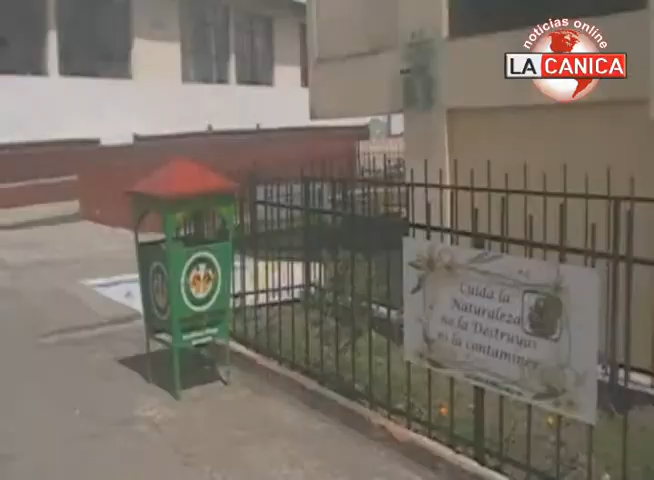 noticias online
LA CANICA
Cuida la
Naturaleza
no la Destruyas
ni la contamines